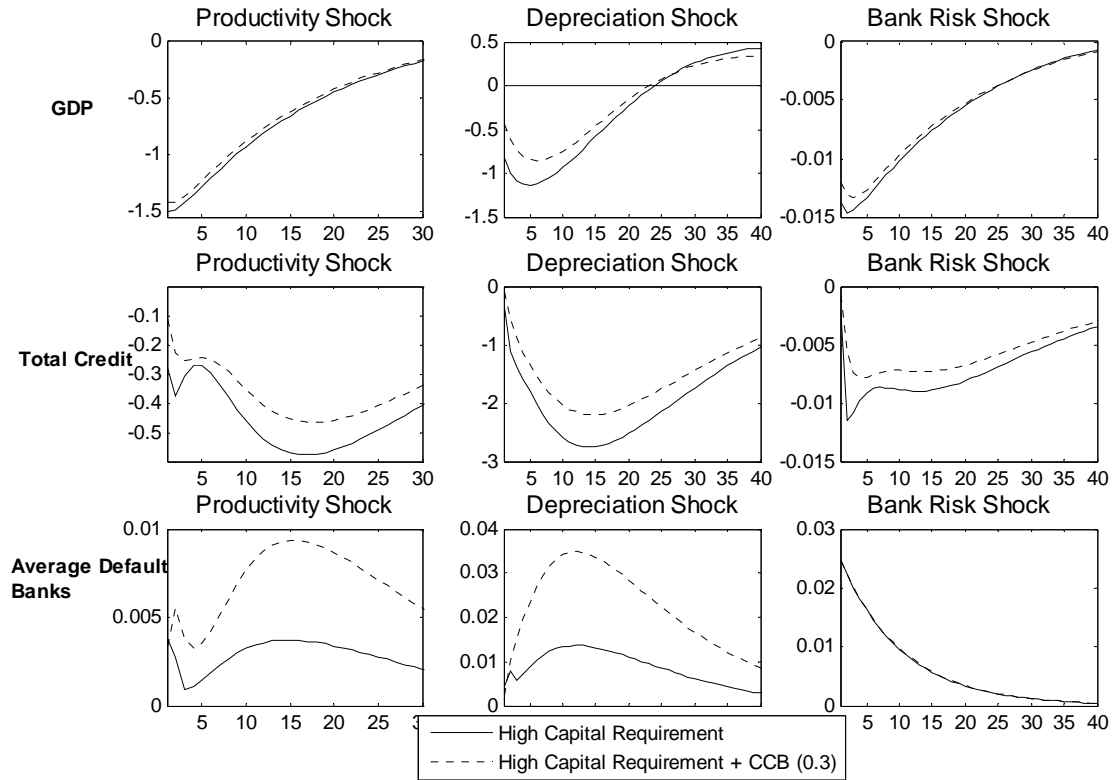 Productivity Shock
Depreciation Shock
Bank Risk Shock
GDP
0
-0.5
-1
-1.5
5 10 15 20 25 30
0.5
0
-0.5
-1
-1.5
5 10 15 20 25 30 35 40
0
-0.005
-0.01
-0.015
5 10 15 20 25 30 35 40
Productivity Shock
Depreciation Shock
Bank Risk Shock
Total Credit
-0.1
-0.2
-0.3
-0.4
-0.5
5 10 15 20 25 30
0
-1
-2
-3
5 10 15 20 25 30 35 40
0
-0.005
-0.01
-0.015
5 10 15 20 25 30 35 40
Productivity Shock
Depreciation Shock
Bank Risk Shock
Average Default
Banks
0.01
0.005
0
5 10 15 20 25
0.04
0.03
0.02
0.01
0
5 10 15 20 25 30 35 40
0.03
0.02
0.01
0
5 10 15 20 25 30 35 40
High Capital Requirement
High Capital Requirement + CCB (0.3)